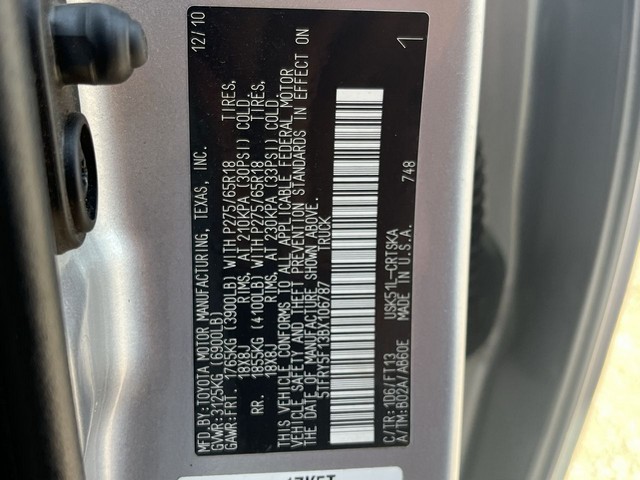 MFD.BY:TOYOTA MOTOR MANUFACTURING, TEXAS, INC. 12/10
GVWR:3125KG(6900LB)
GAWR:FRT. 1765KG (3900LB) WITH P275/65R18 TIRES,
18X8J RIMS, AT 210KPA (30PSI) COLD.
RR. 1855KG (4100LB) WITH P275/65R18 TIRES,
18X8J RIMS, AT 230KPA (33PSI) COLD.
THIS VEHICLE CONFORMS TO ALL APPLICABLE FEDERAL MOTOR
VEHICLE SAFETY AND THEFT PREVENTION STANDARDS IN EFFECT ON
THE DATE OF MANUFACTURE SHOWN ABOVE.
5TFRY5F13BX106787 TRUCK
C/TR:1D6/FT13 USK51L-CRTSKA 748
A/TM:B02A/AB60E MADE IN U.S.A. 1